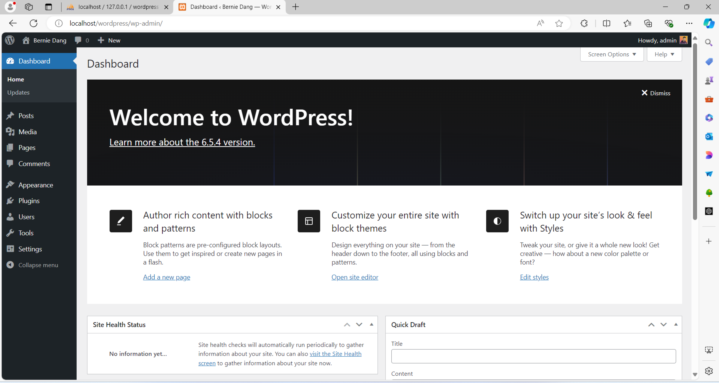 localhost / 127.0.0.1 / wordpress
Dashboard ‹ Bernie Dang — Wor
localhost/wordpress/wp-admin/
Bernie Dang
0
New
Howdy, admin
Dashboard
Home
Updates
Posts
Media
Pages
Comments
Appearance
Plugins
Users
Tools
Settings
Collapse menu
Dashboard
Screen Options
Help
Welcome to WordPress!
Learn more about the 6.5.4 version.
Dismiss
Author rich content with blocks
and patterns
Block patterns are pre-configured block layouts.
Use them to get inspired or create new pages in
a flash.
Add a new page
Customize your entire site with
block themes
Design everything on your site — from the
header down to the footer, all using blocks and
patterns.
Open site editor
Switch up your site's look & feel
with Styles
Tweak your site, or give it a whole new look! Get
creative — how about a new color palette or
font?
Edit styles
Site Health Status
No information yet...
Site health checks will automatically run periodically to gather
information about your site. You can also visit the Site Health
screen to gather information about your site now.
Quick Draft
Title
Content